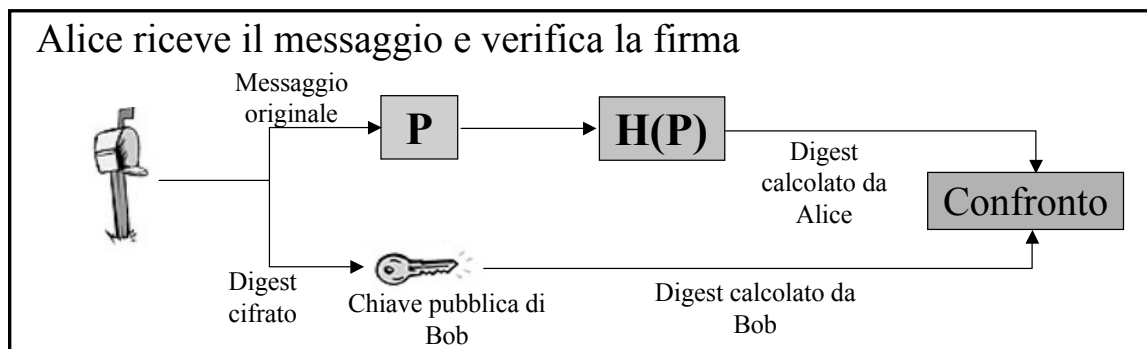 Alice riceve il messaggio e verifica la firma
Messaggio
originale
P
H(P)
Digest
calcolato da
Alice
Confronto
Digest
cifrato
Chiave pubblica di
Bob
Digest calcolato da
Bob